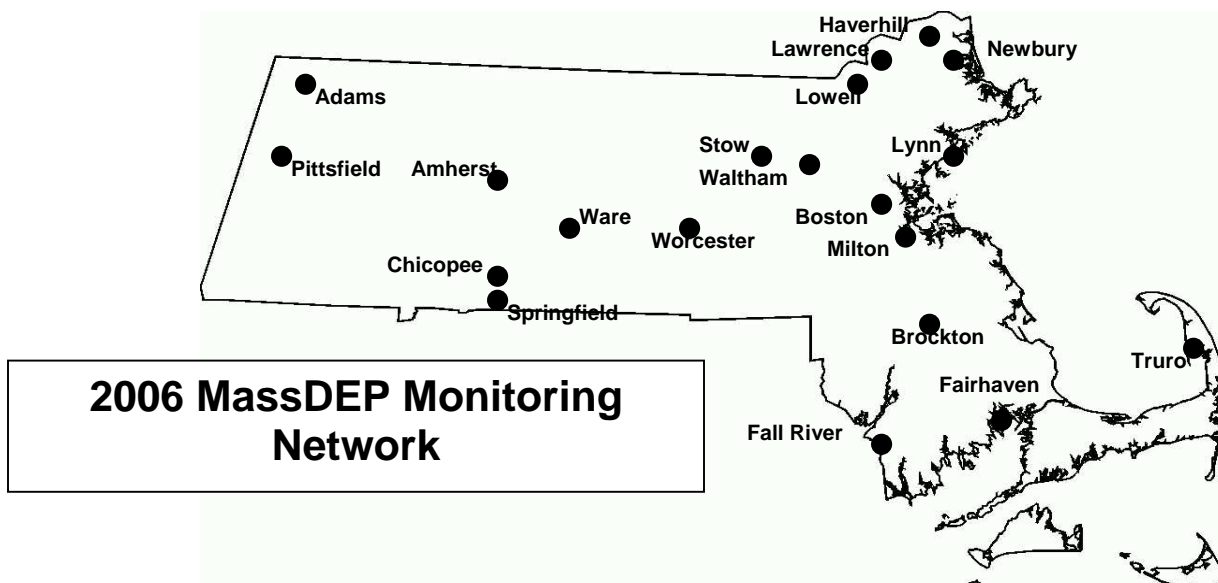 Haverhill
Lawrence
Newbury
Adams
Lowell
Stow
Lynn
Pittsfield
Amherst
Waltham
Ware
Boston
Worcester
Milton
Chicopee
Springfield
Brockton
Truro
2006 MassDEP Monitoring
Network
Fairhaven
Fall River